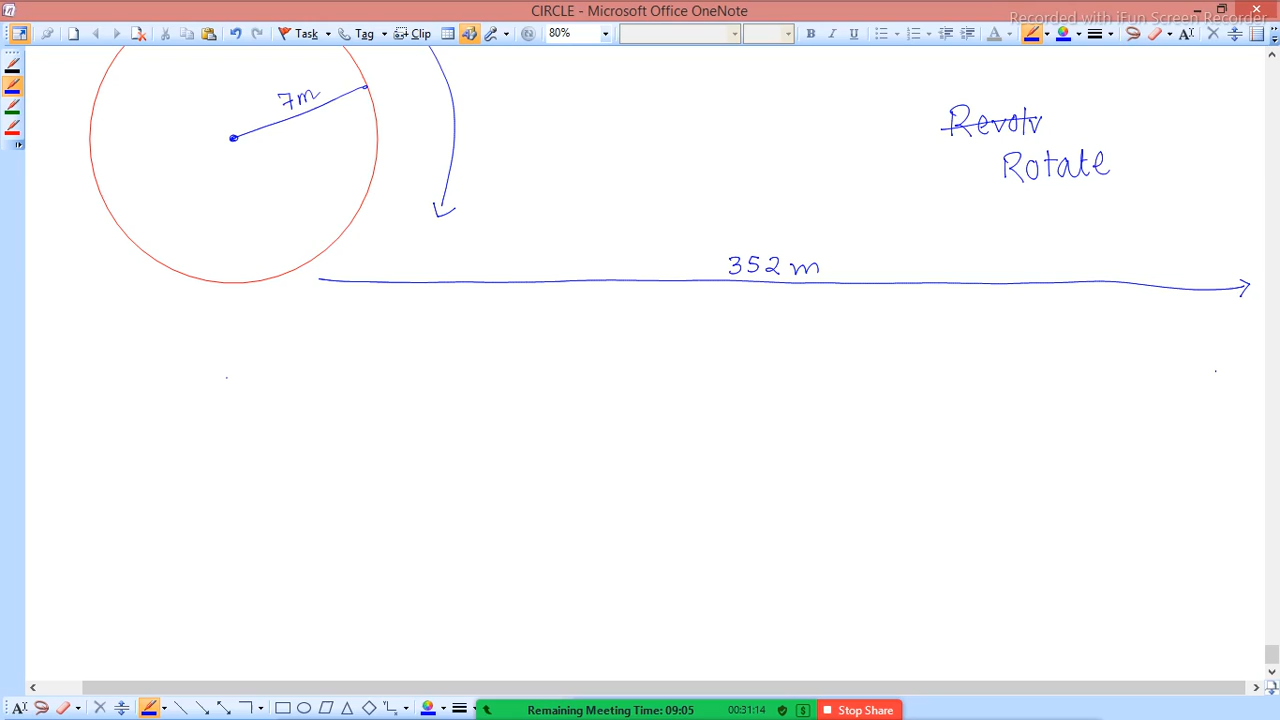 CIRCLE - Microsoft Office OneNote
Recorded with iFun Screen Recorder
Task
Tag
Clip
80%
B I U
A
7m
Revolv
Rotate
352 m
Remaining Meeting Time: 09:05
00:31:14
Stop Share